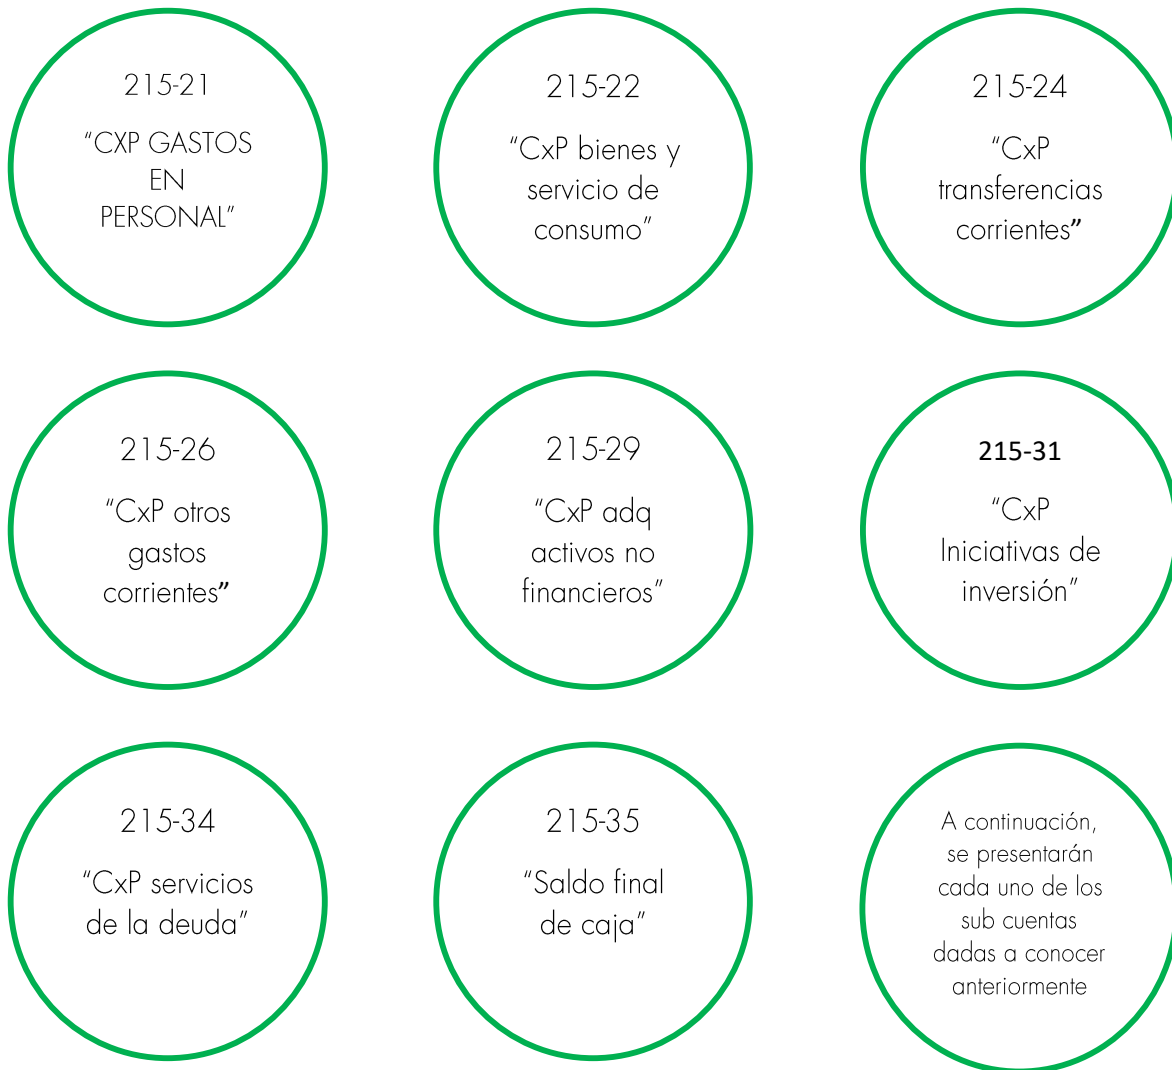 215-21
“CXP GASTOS
EN
PERSONAL”
215-22
“CxP bienes y
servicio de
consumo”
215-24
“CxP
transferencias
corrientes”
215-26
“CxP otros
gastos
corrientes”
215-29
“CxP adq
activos no
financieros”
215-31
“CxP
Iniciativas de
inversión”
215-34
“CxP servicios
de la deuda”
215-35
“Saldo final
de caja”
A continuación,
se presentarán
cada uno de los
sub cuentas
dadas a conocer
anteriormente